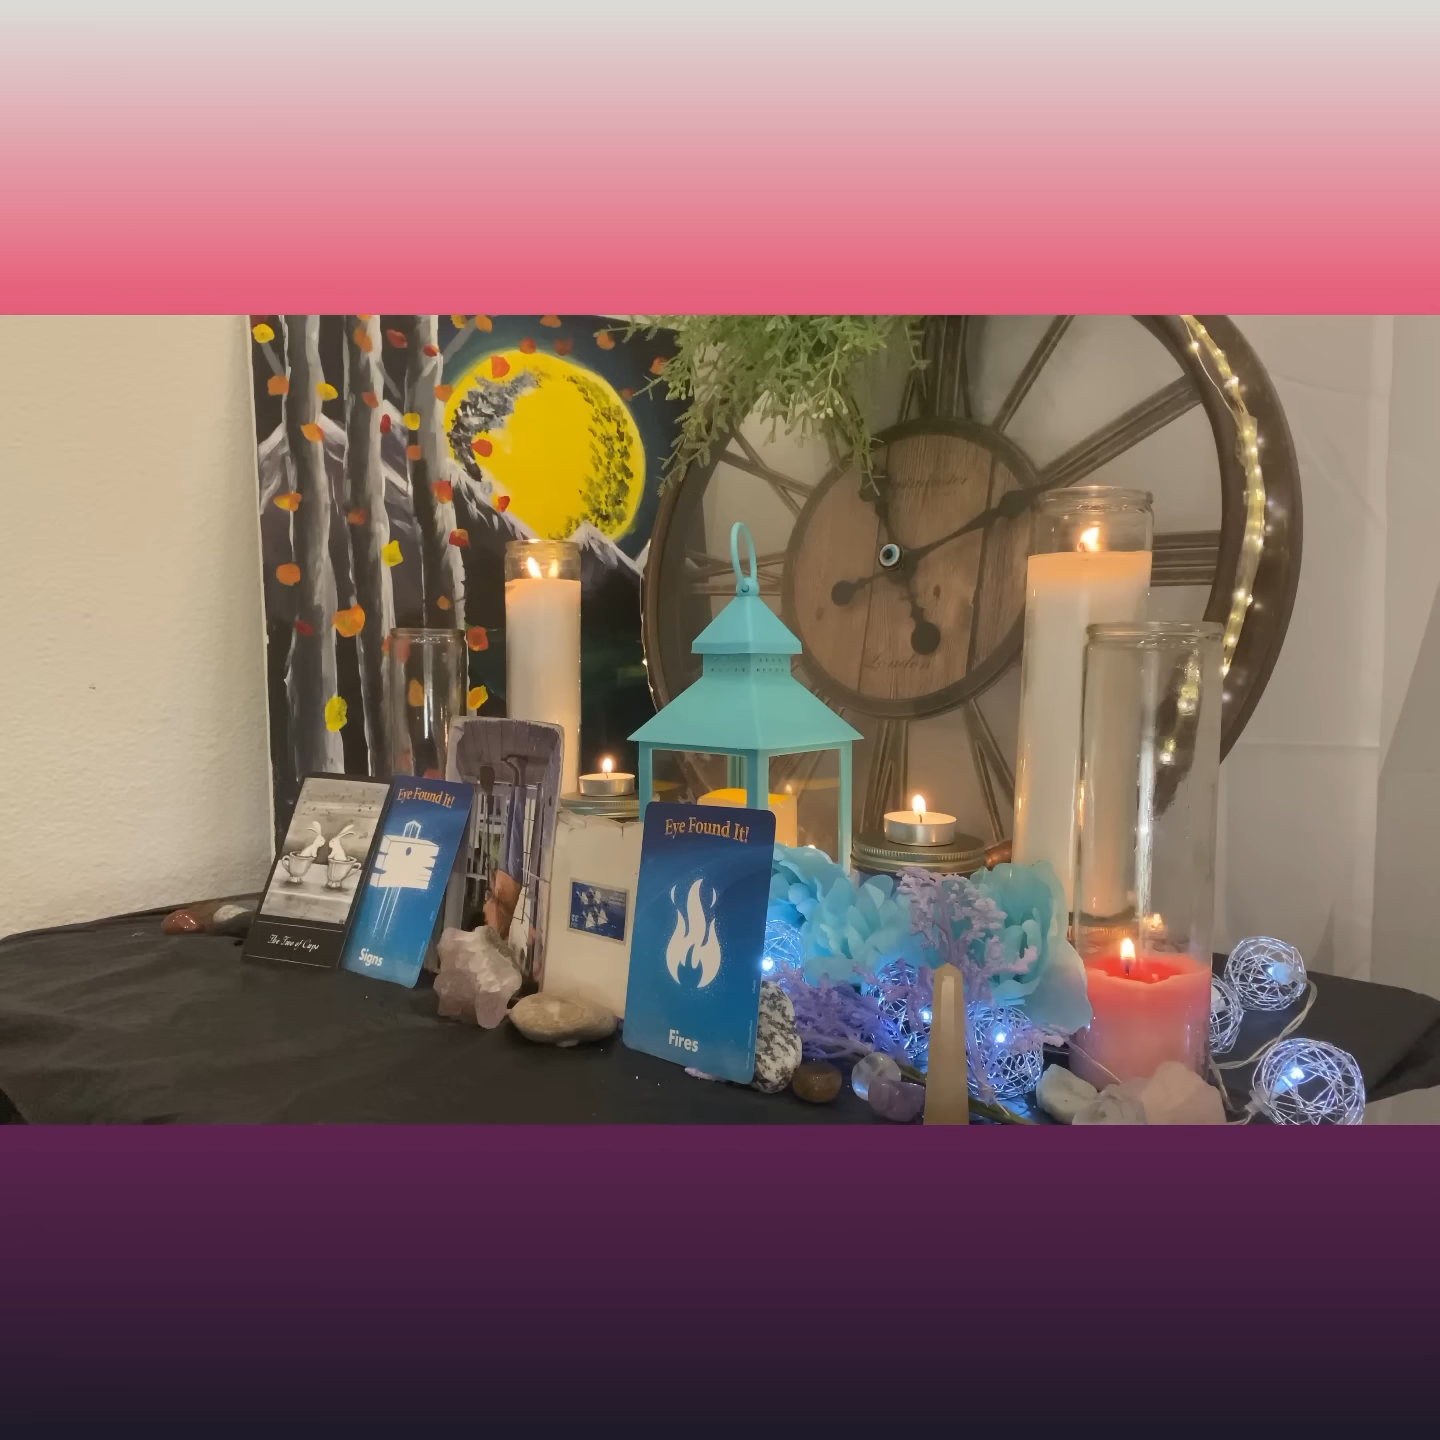 London
The Two of Cups
Eye Found It!
Signs
Eye Found It!
Fires